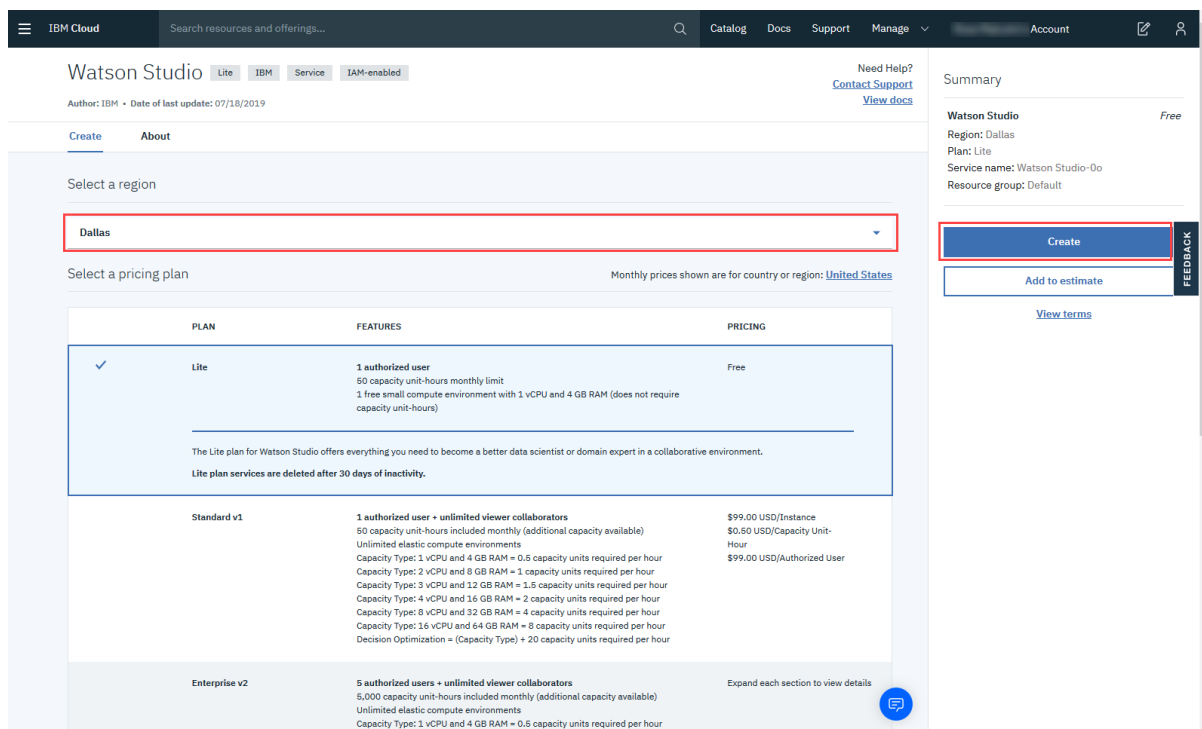 IBM Cloud
Search resources and offerings...
Catalog Docs Support Manage Account
Watson Studio Lite IBM Service IAM-enabled
Author: IBM • Date of last update: 07/18/2019
Need Help?
Contact Support
View docs
Create About
Select a region
Dallas
Select a pricing plan
Monthly prices shown are for country or region: United States
PLAN FEATURES PRICING
Lite
1 authorized user
50 capacity unit-hours monthly limit
1 free small compute environment with 1 vCPU and 4 GB RAM (does not require
capacity unit-hours)
Free
The Lite plan for Watson Studio offers everything you need to become a better data scientist or domain expert in a collaborative environment.
Lite plan services are deleted after 30 days of inactivity.
Standard v1
1 authorized user + unlimited viewer collaborators
50 capacity unit-hours included monthly (additional capacity available)
Unlimited elastic compute environments
Capacity Type: 1 vCPU and 4 GB RAM = 0.5 capacity units required per hour
Capacity Type: 2 vCPU and 8 GB RAM = 1 capacity units required per hour
Capacity Type: 3 vCPU and 12 GB RAM = 1.5 capacity units required per hour
Capacity Type: 4 vCPU and 16 GB RAM = 2 capacity units required per hour
Capacity Type: 8 vCPU and 32 GB RAM = 4 capacity units required per hour
Capacity Type: 16 vCPU and 64 GB RAM = 8 capacity units required per hour
Decision Optimization = (Capacity Type) + 20 capacity units required per hour
$99.00 USD/Instance
$0.50 USD/Capacity Unit-
Hour
$99.00 USD/Authorized User
Enterprise v2
5 authorized users + unlimited viewer collaborators
5,000 capacity unit-hours included monthly (additional capacity available)
Unlimited elastic compute environments
Capacity Type: 1 vCPU and 4 GB RAM = 0.5 capacity units required per hour
Expand each section to view details
Summary
Watson Studio Free
Region: Dallas
Plan: Lite
Service name: Watson Studio-0o
Resource group: Default
Create
Add to estimate
View terms
FEEDBACK